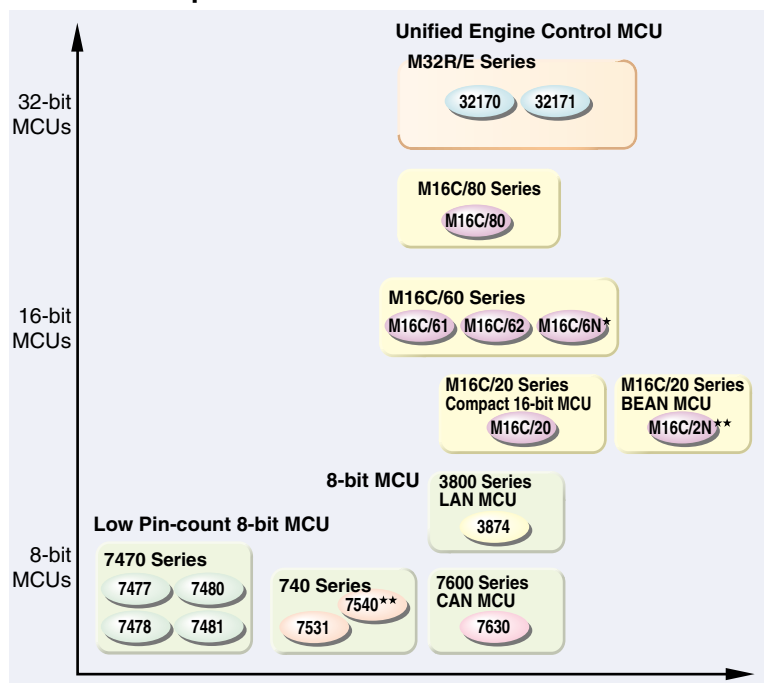 Unified Engine Control MCU
M32R/E Series
32170 32171
32-bit
MCUs
M16C/80 Series
M16C/80
M16C/60 Series
M16C/61 M16C/62 M16C/6N★
16-bit
MCUs
M16C/20 Series
Compact 16-bit MCU
M16C/20
M16C/20 Series
BEAN MCU
M16C/2N★★
8-bit MCU
3800 Series
LAN MCU
3874
Low Pin-count 8-bit MCU
8-bit
MCUs
7470 Series
7477 7480
7478 7481
740 Series
7540★★
7531
7600 Series
CAN MCU
7630